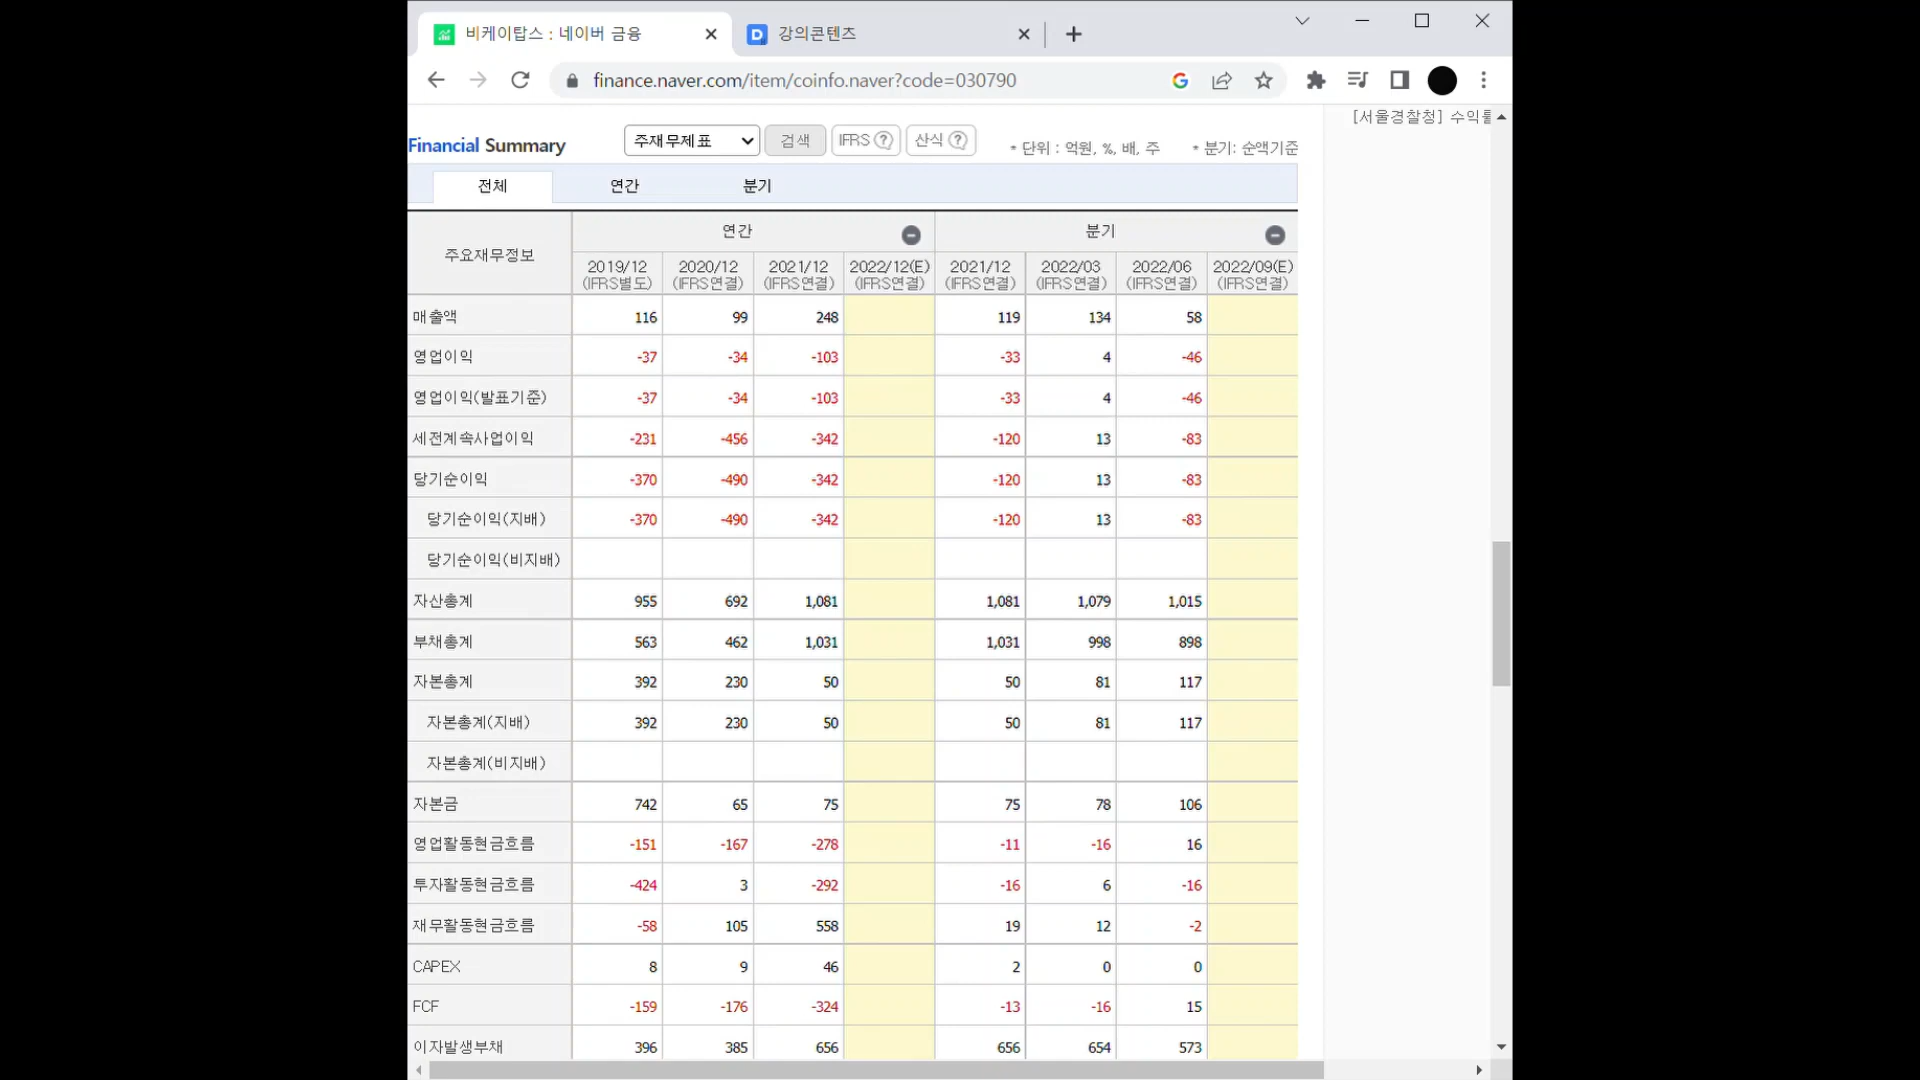 비케이탑스 : 네이버 금융
강의콘텐츠
finance.naver.com/item/coinfo.naver?code=030790
[서울경찰청] 수익률
Financial Summary 주재무제표 검색 IFRS ? 산식 ? * 단위 : 억원, %, 배, 주 * 분기: 순액기준
전체 연간 분기
주요재무정보 연간 분기
2019/12 2020/12 2021/12 2022/12(E) 2021/12 2022/03 2022/06 2022/09(E)
(IFRS별도) (IFRS연결) (IFRS연결) (IFRS연결) (IFRS연결) (IFRS연결) (IFRS연결) (IFRS연결)
매출액 116 99 248 119 134 58
영업이익 -37 -34 -103 -33 4 -46
영업이익(발표기준) -37 -34 -103 -33 4 -46
세전계속사업이익 -231 -456 -342 -120 13 -83
당기순이익 -370 -490 -342 -120 13 -83
당기순이익(지배) -370 -490 -342 -120 13 -83
당기순이익(비지배)
자산총계 955 692 1,081 1,081 1,079 1,015
부채총계 563 462 1,031 1,031 998 898
자본총계 392 230 50 50 81 117
자본총계(지배) 392 230 50 50 81 117
자본총계(비지배)
자본금 742 65 75 75 78 106
영업활동현금흐름 -151 -167 -278 -11 -16 16
투자활동현금흐름 -424 3 -292 -16 6 -16
재무활동현금흐름 -58 105 558 19 12 -2
CAPEX 8 9 46 2 0 0
FCF -159 -176 -324 -13 -16 15
이자발생부채 396 385 656 656 654 573